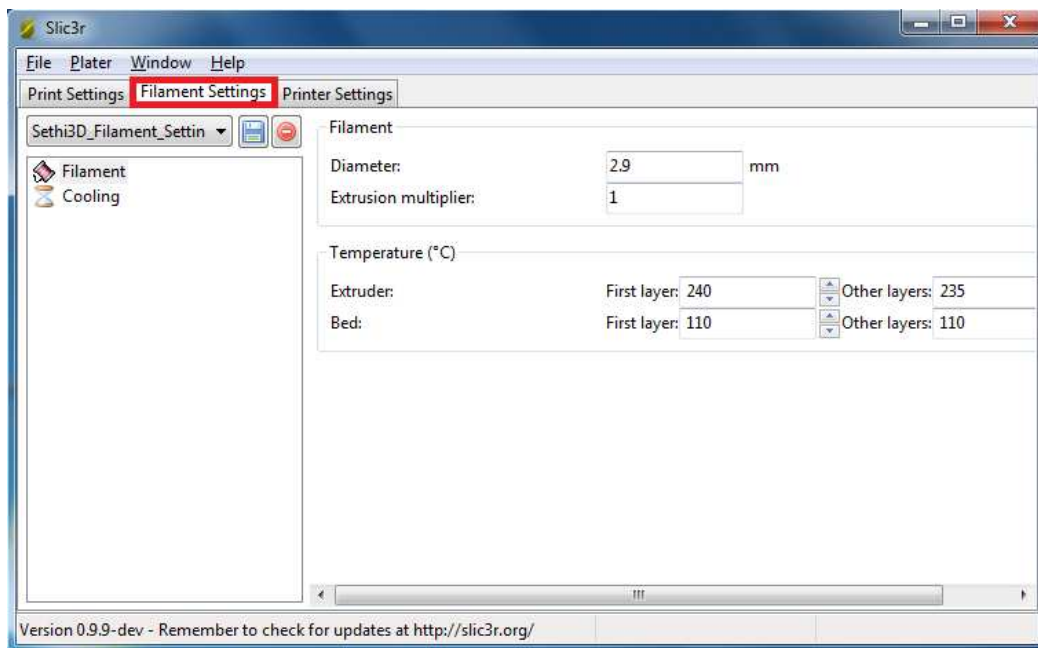 Slic3r
File Plater Window Help
Print Settings Filament Settings Printer Settings
Sethi3D_Filament_Settin
Filament
Cooling
Filament
Diameter: 2.9 mm
Extrusion multiplier: 1
Temperature (°C)
Extruder: First layer: 240 Other layers: 235
Bed: First layer: 110 Other layers: 110
Version 0.9.9-dev - Remember to check for updates at http://slic3r.org/